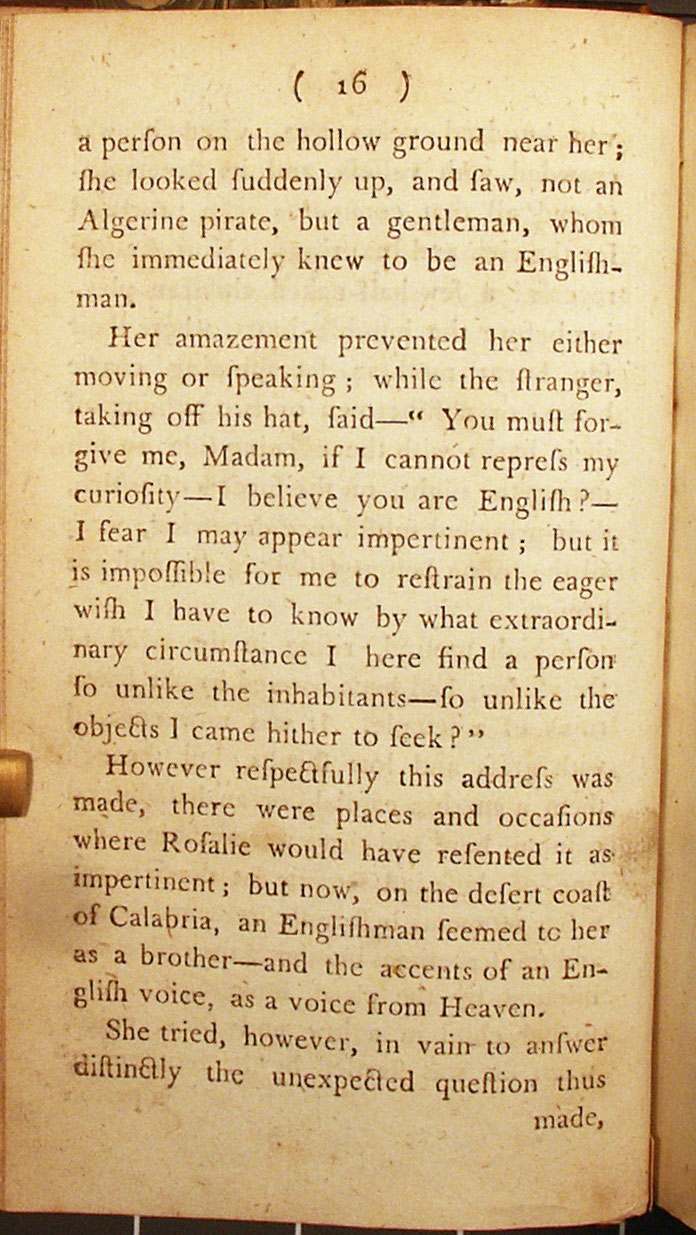 ( 16 )
a perſon on the hollow ground near her;
ſhe looked ſuddenly up, and ſaw, not an
Algerine pirate, but a gentleman, whom
ſhe immediately knew to be an Engliſh-
man.
Her amazement prevented her either
moving or ſpeaking; while the ſtranger,
taking off his hat, ſaid—“ You muſt for-
give me, Madam, if I cannot repreſs my
curioſity—I believe you are Engliſh?—
I fear I may appear impertinent; but it
is impoſſible for me to reſtrain the eager
wiſh I have to know by what extraordi-
nary circumſtance I here find a perſon
ſo unlike the inhabitants—ſo unlike the
objects I came hither to ſeek?”
However reſpectfully this addreſs was
made, there were places and occaſions
where Roſalie would have reſented it as
impertinent; but now, on the deſert coaſt
of Calabria, an Engliſhman ſeemed to her
as a brother—and the accents of an En-
gliſh voice, as a voice from Heaven.
She tried, however, in vain to anſwer
diſtinctly the unexpected queſtion thus
made,